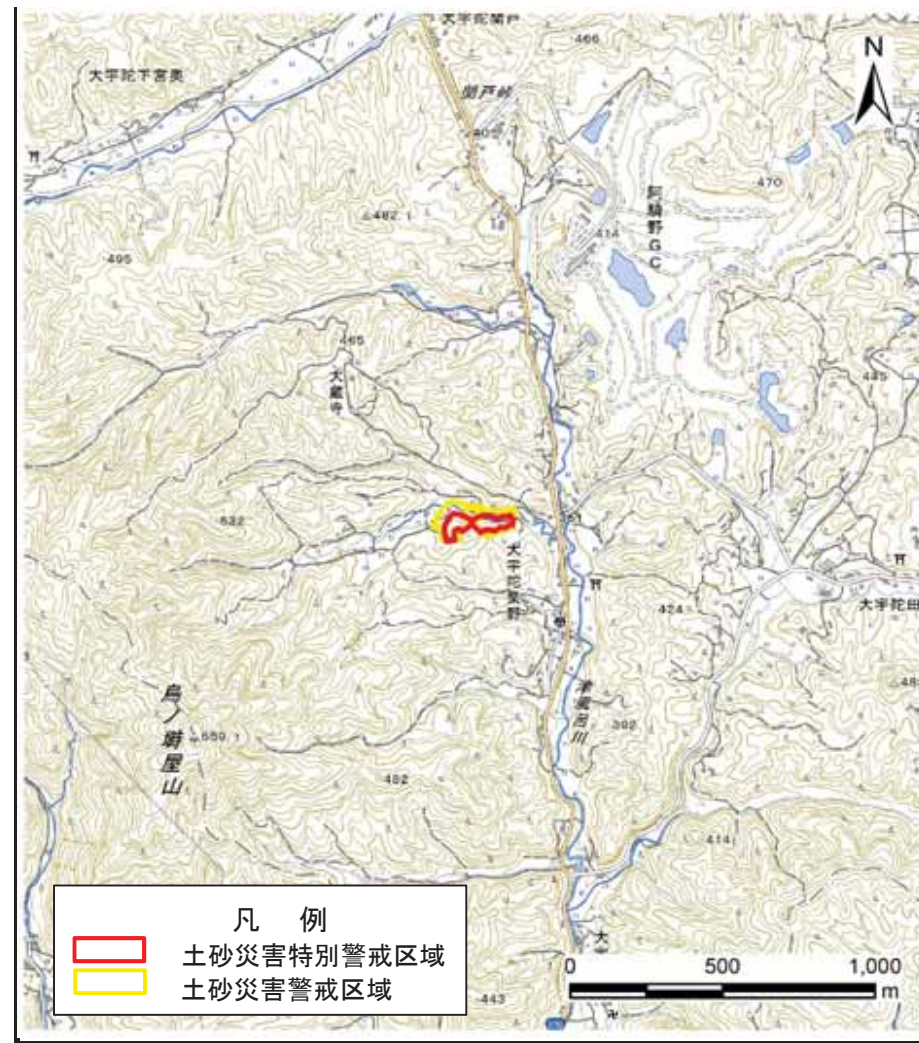 大宇陀関戸
466
大宇陀下宮奥
関戸峠
N
470
阿騎野GC
482.1
414
495
465
445
大蔵寺
632
大宇陀栗野
424
大宇陀田
津風呂川
392
烏ノ塒屋山
659.1
482
414
443
凡 例
土砂災害特別警戒区域
土砂災害警戒区域
0 500 1,000
m